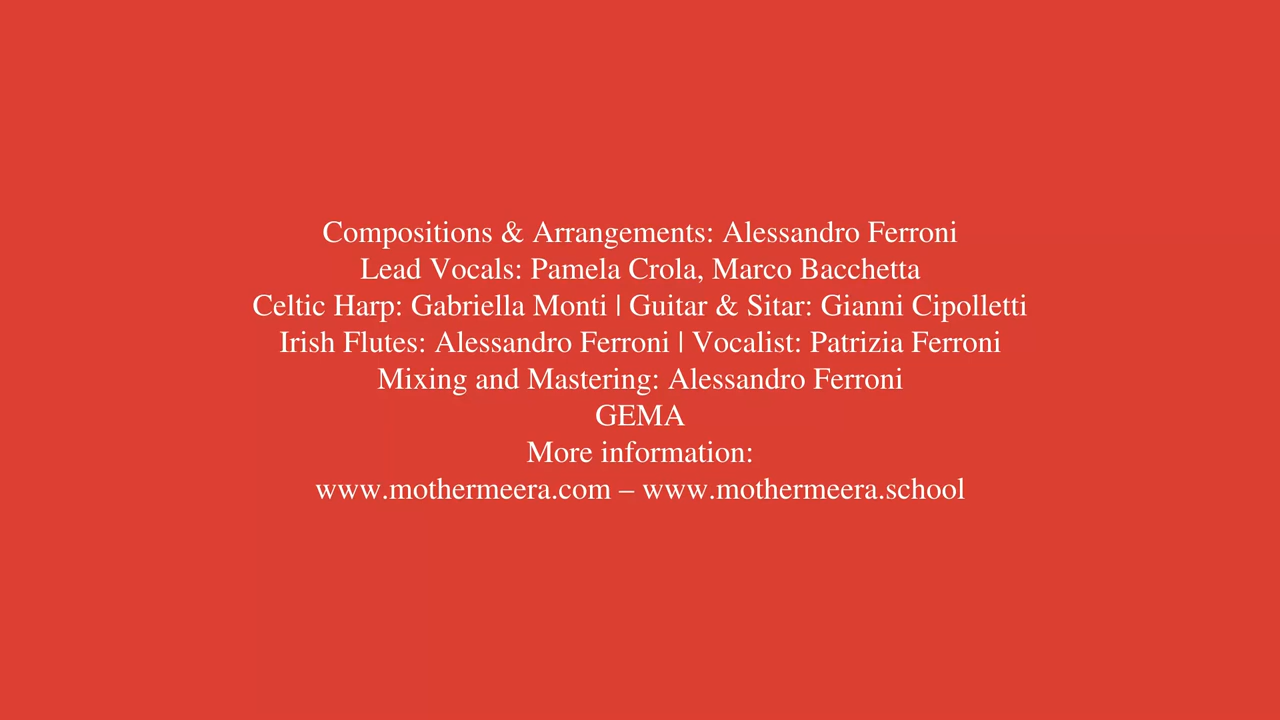 Compositions & Arrangements: Alessandro Ferroni
Lead Vocals: Pamela Crola, Marco Bacchetta
Celtic Harp: Gabriella Monti | Guitar & Sitar: Gianni Cipolletti
Irish Flutes: Alessandro Ferroni | Vocalist: Patrizia Ferroni
Mixing and Mastering: Alessandro Ferroni
GEMA
More information:
www.mothermeera.com – www.mothermeera.school